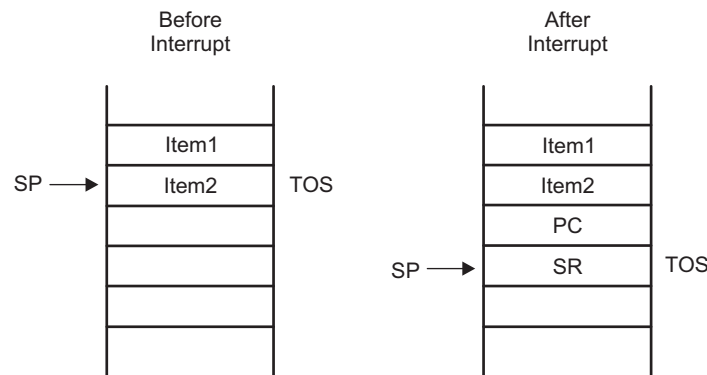 Before
Interrupt
After
Interrupt
Item1
SP
Item2
TOS
Item1
Item2
PC
SP
SR
TOS